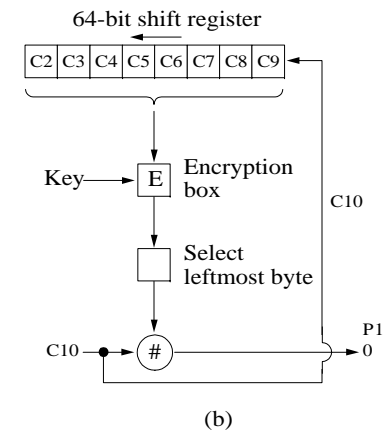 64-bit shift register
C2 C3 C4 C5 C6 C7 C8 C9
Key
E
Encryption
box
C10
Select
leftmost byte
C10
#
P1
0
(b)